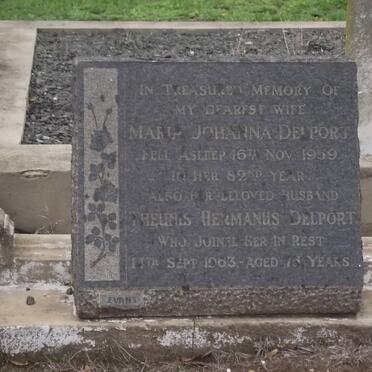 IN TREASURED MEMORY OF
MY DEAREST WIFE
MARIA JOHANNA DELPORT
FELL ASLEEP 16TH NOV. 1959
IN HER 82ND YEAR.
ALSO HER BELOVED HUSBAND
THEUNIS HERMANUS DELPORT
WHO JOINED HER IN REST
SEPT 1963 - AGED YEARS.
EVANS